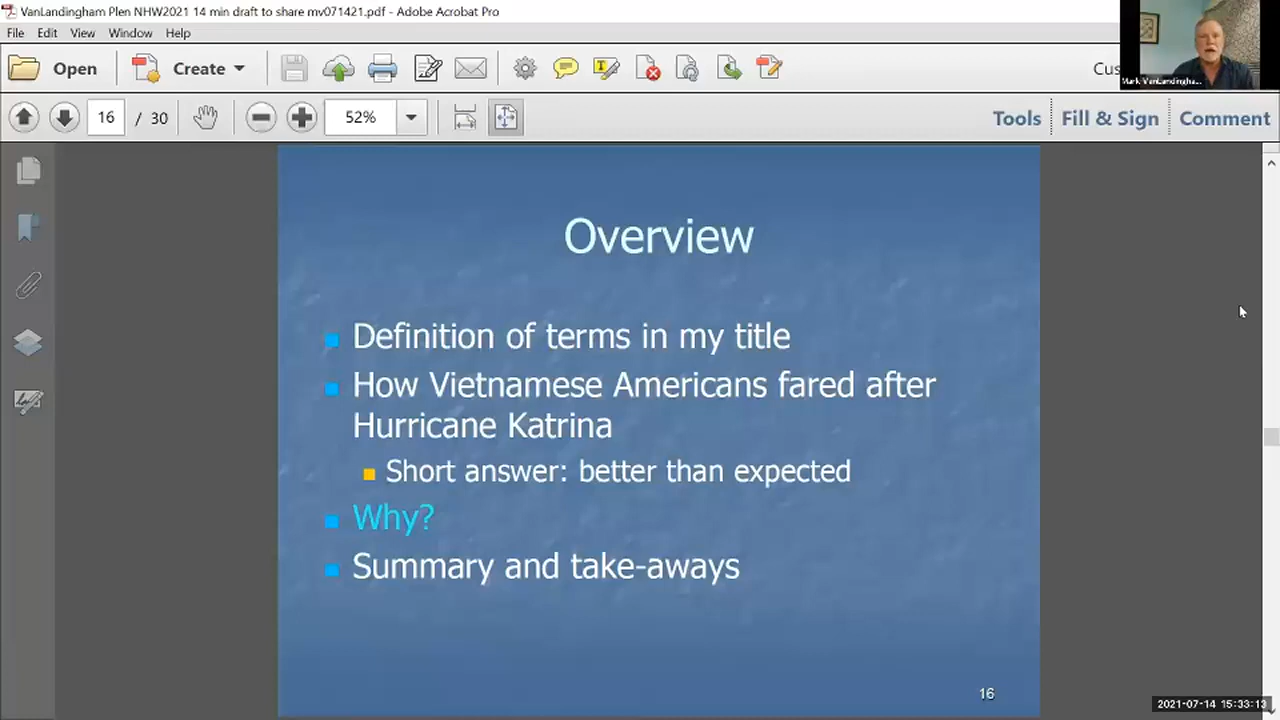 VanLandingham Plen NHW2021 14 min draft to share mv071421.pdf - Adobe Acrobat Pro
File Edit View Window Help
Open Create Cus
16 / 30 52% Tools Fill & Sign Comment
Mark VanLandingha...
Overview
Definition of terms in my title
How Vietnamese Americans fared after
Hurricane Katrina
Short answer: better than expected
Why?
Summary and take-aways
16
2021-07-14 15:33:13